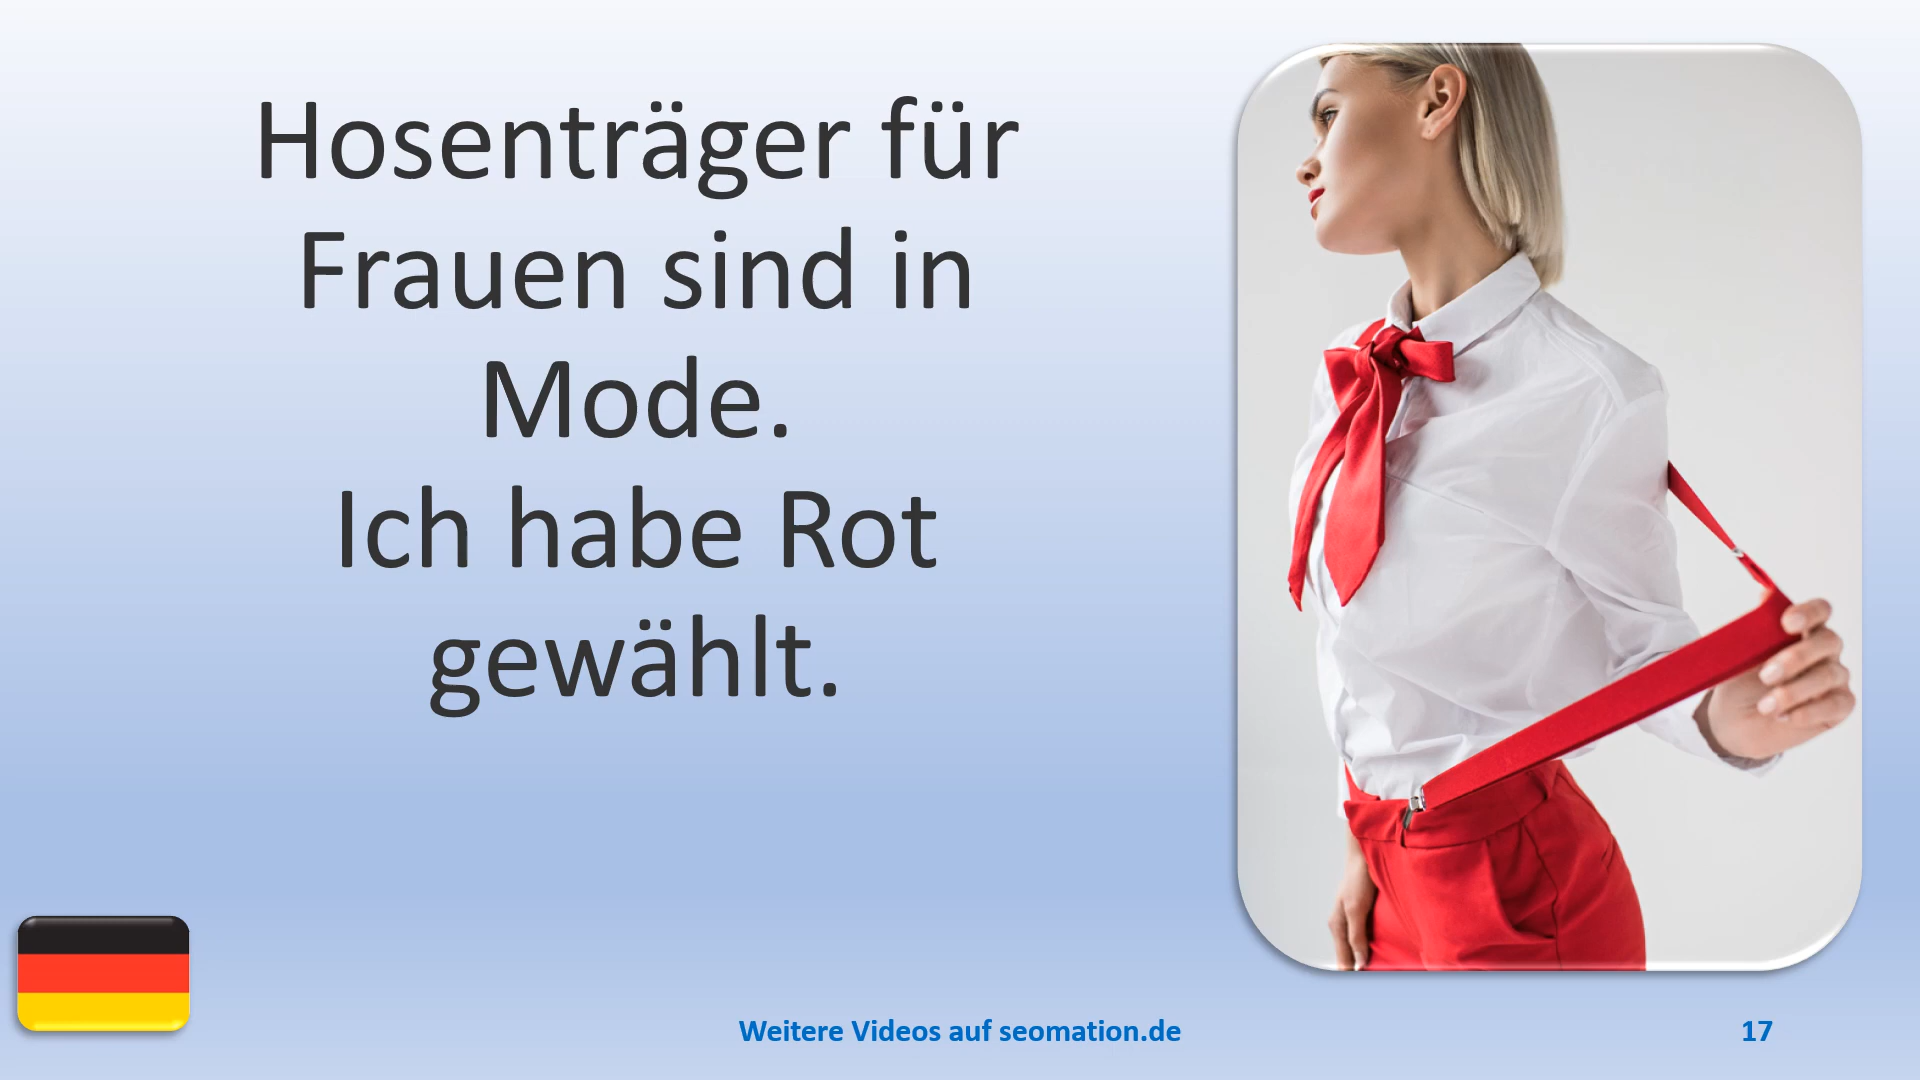 Hosenträger für
Frauen sind in
Mode.
Ich habe Rot
gewählt.
Weitere Videos auf seomation.de
17